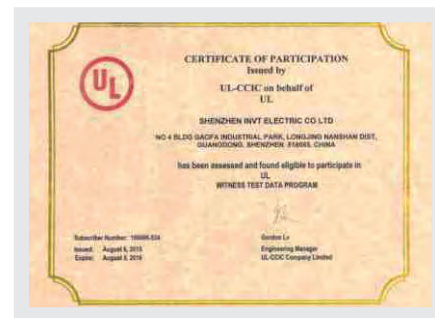 UL
CERTIFICATE OF PARTICIPATION
Issued by
UL-CCIC on behalf of
UL
SHENZHEN INVT ELECTRIC CO LTD
NO 4 BLDG GAOFA INDUSTRIAL PARK, LONGJING NANSHAN DIST,
GUANGDONG, SHENZHEN 518055, CHINA
has been assessed and found eligible to participate in
UL
WITNESS TEST DATA PROGRAM
Subscriber Number:
Gordon Lv
Issued: August 6, 2015
Engineering Manager
Expires: August 5, 2016
UL-CCIC Company Limited